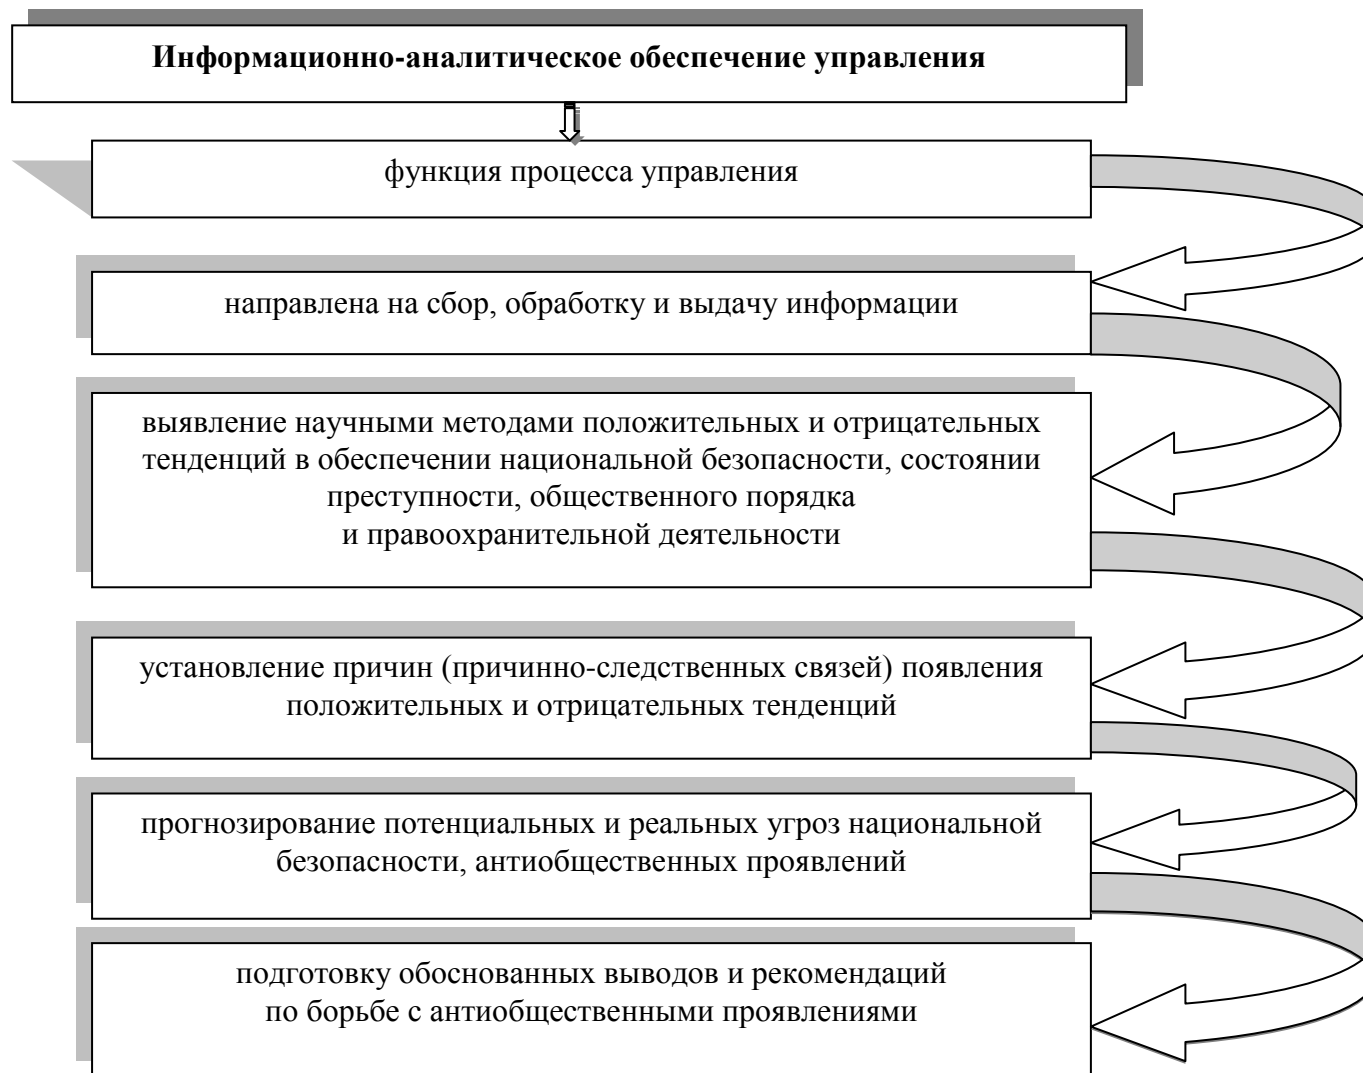 Информационно-аналитическое обеспечение управления
функция процесса управления
направлена на сбор, обработку и выдачу информации
выявление научными методами положительных и отрицательных
тенденций в обеспечении национальной безопасности, состоянии
преступности, общественного порядка
и правоохранительной деятельности
установление причин (причинно-следственных связей) появления
положительных и отрицательных тенденций
прогнозирование потенциальных и реальных угроз национальной
безопасности, антиобщественных проявлений
подготовку обоснованных выводов и рекомендаций
по борьбе с антиобщественными проявлениями